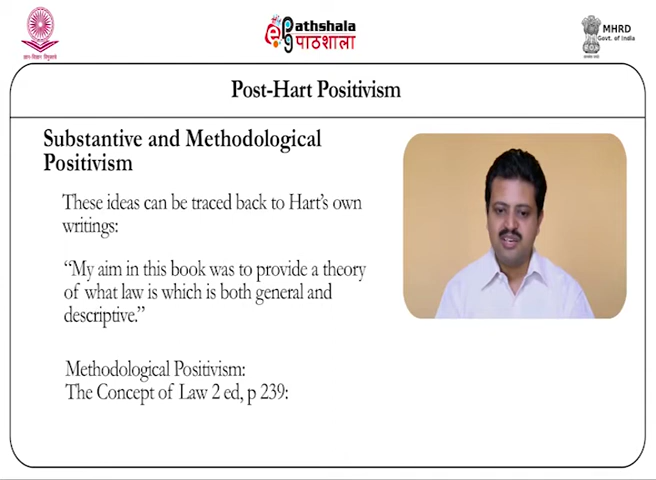 Pathshala
पाठशाला
MHRD
Govt. of India
Post-Hart Positivism
Substantive and Methodological
Positivism
These ideas can be traced back to Hart’s own
writings:
“My aim in this book was to provide a theory
of what law is which is both general and
descriptive.”
Methodological Positivism:
The Concept of Law 2 ed, p 239: